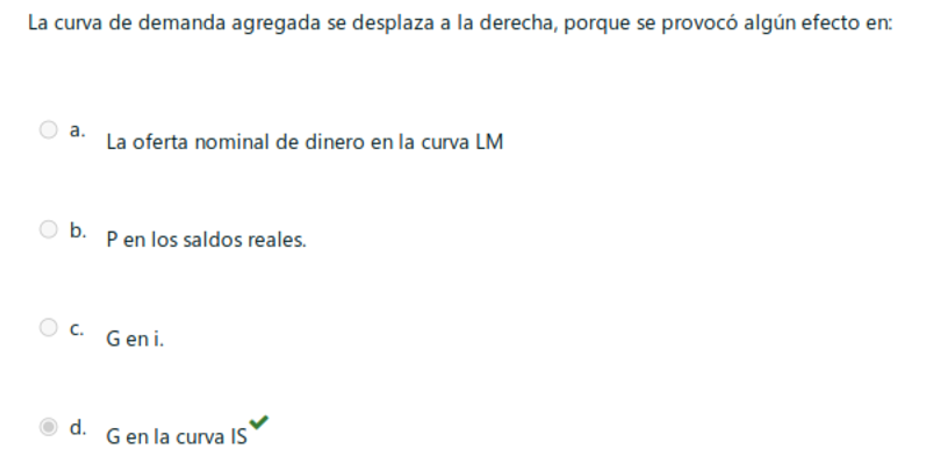 La curva de demanda agregada se desplaza a la derecha, porque se provocó algún efecto en:
a. La oferta nominal de dinero en la curva LM
b. P en los saldos reales.
c. G en i.
d. G en la curva IS